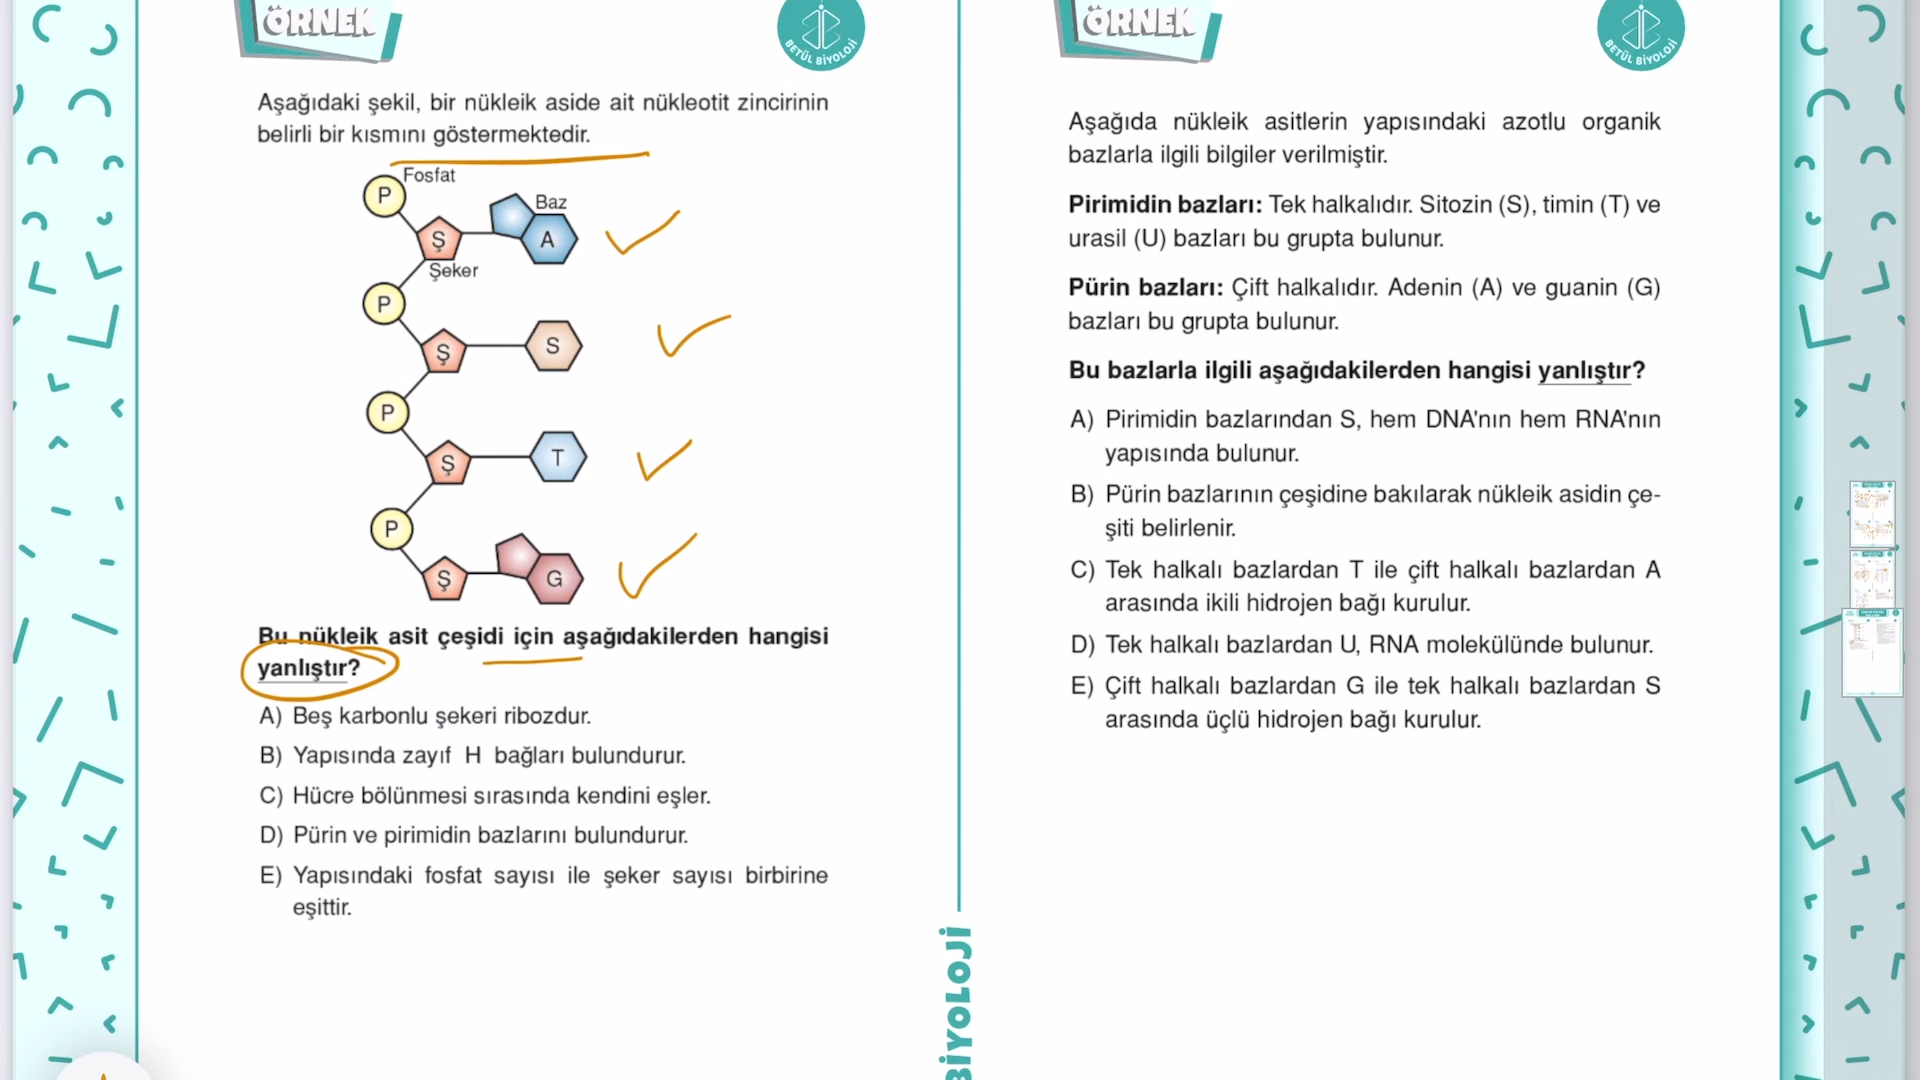 ÖRNEK
BETÜL BİYOLOJİ
Aşağıdaki şekil, bir nükleik aside ait nükleotit zincirinin
belirli bir kısmını göstermektedir.
Fosfat
P
Baz
Ş
A
Şeker
P
Ş
S
P
Ş
T
P
Ş
G
Bu nükleik asit çeşidi için aşağıdakilerden hangisi
yanlıştır?
A) Beş karbonlu şekeri ribozdur.
B) Yapısında zayıf H bağları bulundurur.
C) Hücre bölünmesi sırasında kendini eşler.
D) Pürin ve pirimidin bazlarını bulundurur.
E) Yapısındaki fosfat sayısı ile şeker sayısı birbirine
eşittir.
BİYOLOJİ
ÖRNEK
BETÜL BİYOLOJİ
Aşağıda nükleik asitlerin yapısındaki azotlu organik
bazlarla ilgili bilgiler verilmiştir.
Pirimidin bazları: Tek halkalıdır. Sitozin (S), timin (T) ve
urasil (U) bazları bu grupta bulunur.
Pürin bazları: Çift halkalıdır. Adenin (A) ve guanin (G)
bazları bu grupta bulunur.
Bu bazlarla ilgili aşağıdakilerden hangisi yanlıştır?
A) Pirimidin bazlarından S, hem DNA'nın hem RNA'nın
yapısında bulunur.
B) Pürin bazlarının çeşidine bakılarak nükleik asidin çe-
şiti belirlenir.
C) Tek halkalı bazlardan T ile çift halkalı bazlardan A
arasında ikili hidrojen bağı kurulur.
D) Tek halkalı bazlardan U, RNA molekülünde bulunur.
E) Çift halkalı bazlardan G ile tek halkalı bazlardan S
arasında üçlü hidrojen bağı kurulur.